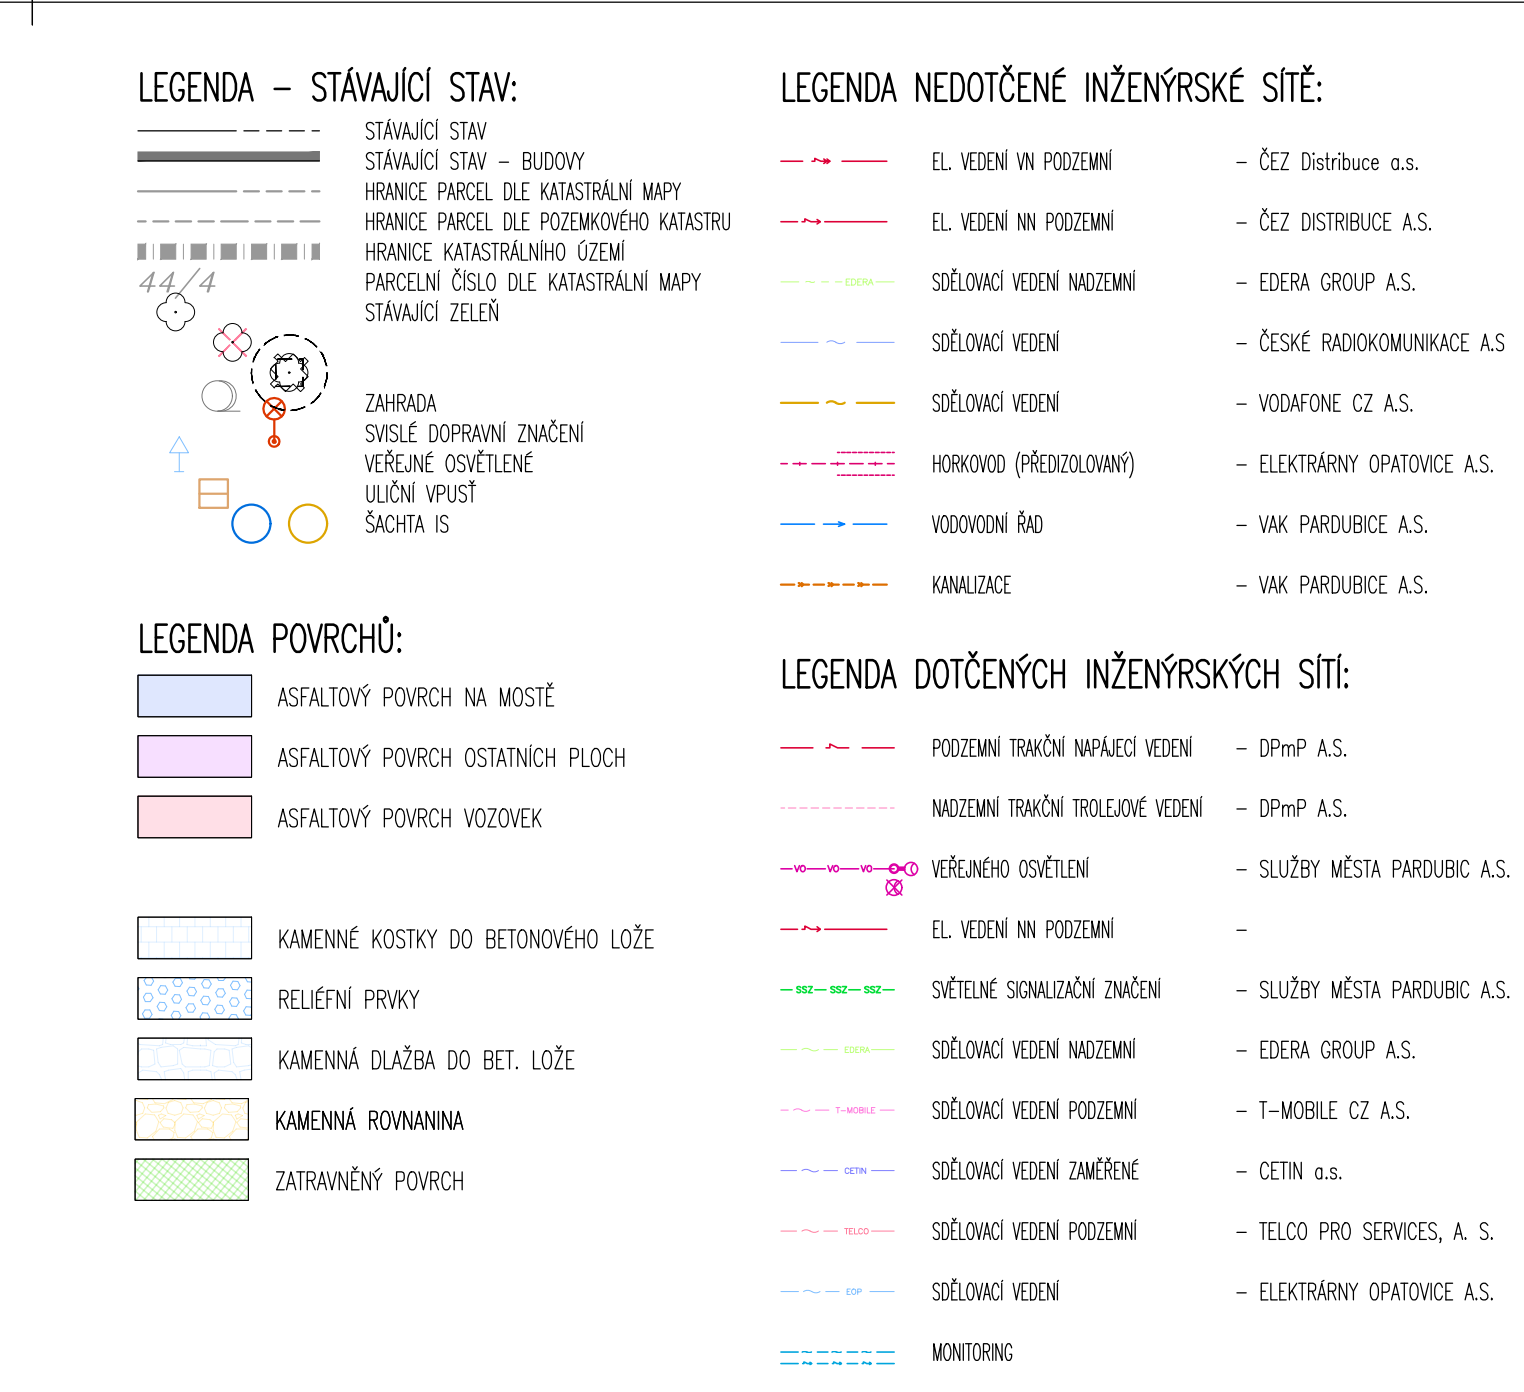 LEGENDA – STÁVAJÍCÍ STAV:
STÁVAJÍCÍ STAV
STÁVAJÍCÍ STAV – BUDOVY
HRANICE PARCEL DLE KATASTRÁLNÍ MAPY
HRANICE PARCEL DLE POZEMKOVÉHO KATASTRU
HRANICE KATASTRÁLNÍHO ÚZEMÍ
44/4 PARCELNÍ ČÍSLO DLE KATASTRÁLNÍ MAPY
STÁVAJÍCÍ ZELEŇ
ZAHRADA
SVISLÉ DOPRAVNÍ ZNAČENÍ
VEŘEJNÉ OSVĚTLENÉ
ULIČNÍ VPUSŤ
ŠACHTA IS
LEGENDA POVRCHŮ:
ASFALTOVÝ POVRCH NA MOSTĚ
ASFALTOVÝ POVRCH OSTATNÍCH PLOCH
ASFALTOVÝ POVRCH VOZOVEK
KAMENNÉ KOSTKY DO BETONOVÉHO LOŽE
RELIÉFNÍ PRVKY
KAMENNÁ DLAŽBA DO BET. LOŽE
KAMENNÁ ROVNANINA
ZATRAVNĚNÝ POVRCH
LEGENDA NEDOTČENÉ INŽENÝRSKÉ SÍTĚ:
EL. VEDENÍ VN PODZEMNÍ – ČEZ Distribuce a.s.
EL. VEDENÍ NN PODZEMNÍ – ČEZ DISTRIBUCE A.S.
EDERA SDĚLOVACÍ VEDENÍ NADZEMNÍ – EDERA GROUP A.S.
SDĚLOVACÍ VEDENÍ – ČESKÉ RADIOKOMUNIKACE A.S
SDĚLOVACÍ VEDENÍ – VODAFONE CZ A.S.
HORKOVOD (PŘEDIZOLOVANÝ) – ELEKTRÁRNY OPATOVICE A.S.
VODOVODNÍ ŘAD – VAK PARDUBICE A.S.
KANALIZACE – VAK PARDUBICE A.S.
LEGENDA DOTČENÝCH INŽENÝRSKÝCH SÍTÍ:
PODZEMNÍ TRAKČNÍ NAPÁJECÍ VEDENÍ – DPmP A.S.
NADZEMNÍ TRAKČNÍ TROLEJOVÉ VEDENÍ – DPmP A.S.
VO VO VO VEŘEJNÉHO OSVĚTLENÍ – SLUŽBY MĚSTA PARDUBIC A.S.
EL. VEDENÍ NN PODZEMNÍ –
SSZ SSZ SSZ SVĚTELNÉ SIGNALIZAČNÍ ZNAČENÍ – SLUŽBY MĚSTA PARDUBIC A.S.
EDERA SDĚLOVACÍ VEDENÍ NADZEMNÍ – EDERA GROUP A.S.
T–MOBILE SDĚLOVACÍ VEDENÍ PODZEMNÍ – T–MOBILE CZ A.S.
CETIN SDĚLOVACÍ VEDENÍ ZAMĚŘENÉ – CETIN a.s.
TELCO SDĚLOVACÍ VEDENÍ PODZEMNÍ – TELCO PRO SERVICES, A. S.
EOP SDĚLOVACÍ VEDENÍ – ELEKTRÁRNY OPATOVICE A.S.
MONITORING